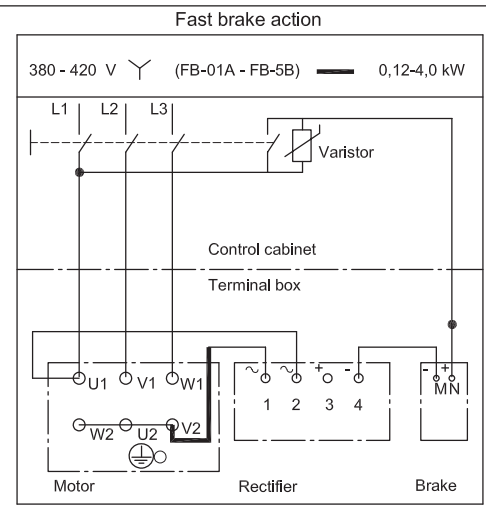 Fast brake action
380 - 420 V (FB-01A - FB-5B) 0,12-4,0 kW
L1 L2 L3
Varistor
Control cabinet
Terminal box
+ - - +
U1 V1 W1 MN
1 2 3 4
W2 U2 V2
Motor Rectifier Brake